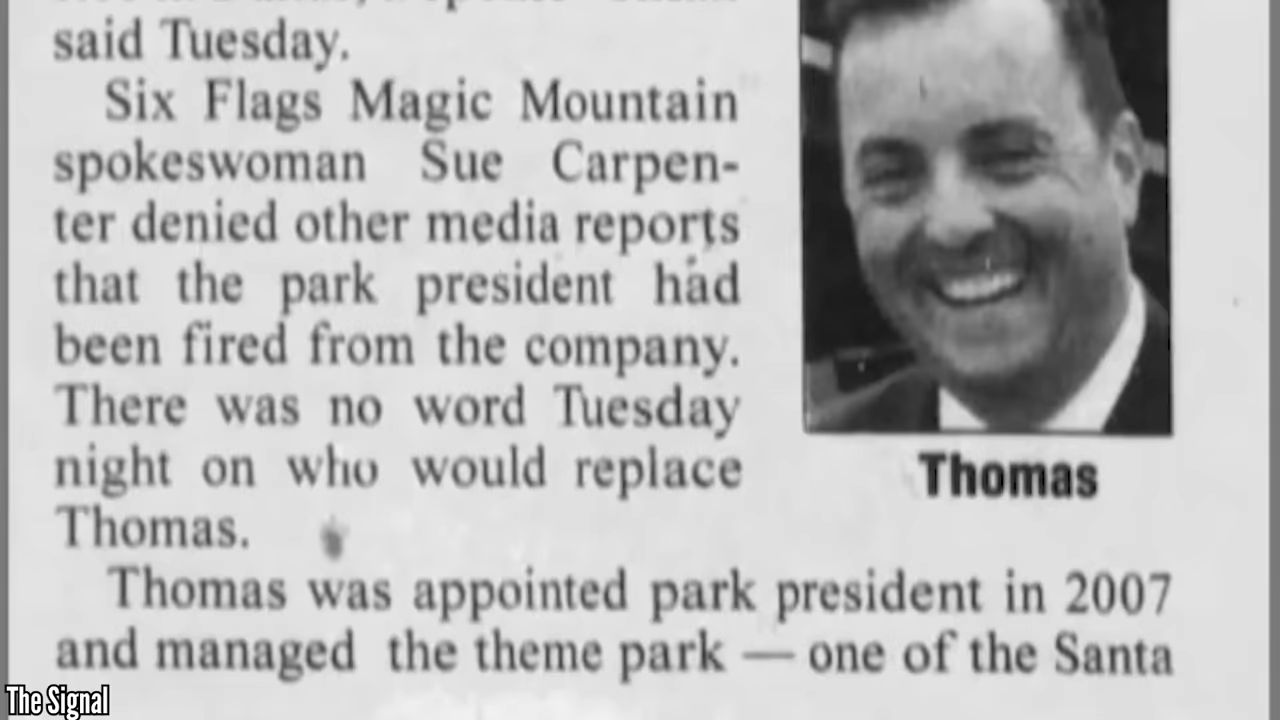 said Tuesday.
Six Flags Magic Mountain
spokeswoman Sue Carpen-
ter denied other media reports
that the park president had
been fired from the company.
There was no word Tuesday
night on who would replace
Thomas.
Thomas
Thomas was appointed park president in 2007
and managed the theme park — one of the Santa
The Signal